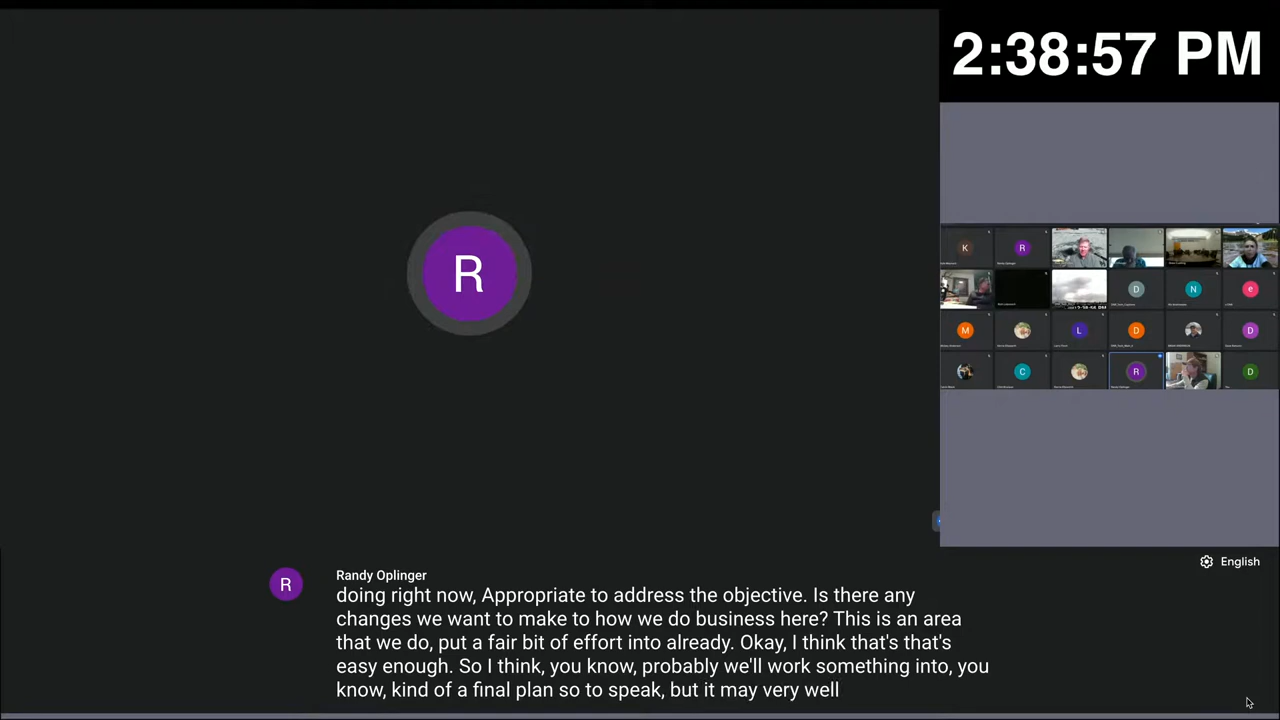 2:38:57 PM
R
K
R
D
N
e
M
L
D
D
C
R
D
English
R
Randy Oplinger
doing right now, Appropriate to address the objective. Is there any
changes we want to make to how we do business here? This is an area
that we do, put a fair bit of effort into already. Okay, I think that's that's
easy enough. So I think, you know, probably we'll work something into, you
know, kind of a final plan so to speak, but it may very well